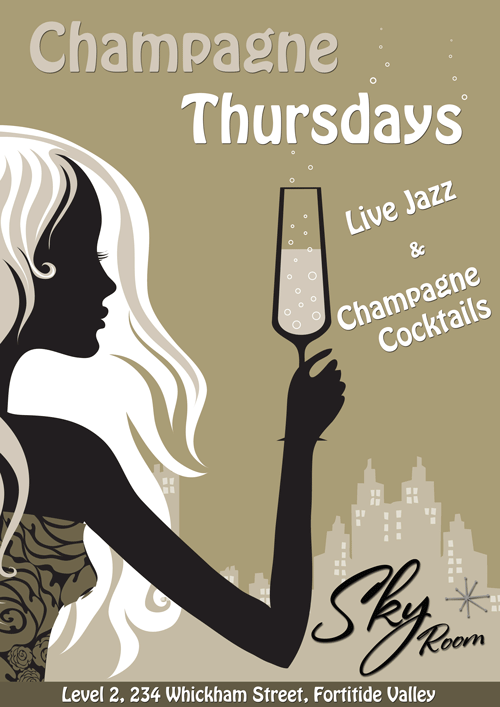 Champagne
Thursdays
Live Jazz
&
Champagne
Cocktails
Sky
Room
Level 2, 234 Whickham Street, Fortitide Valley